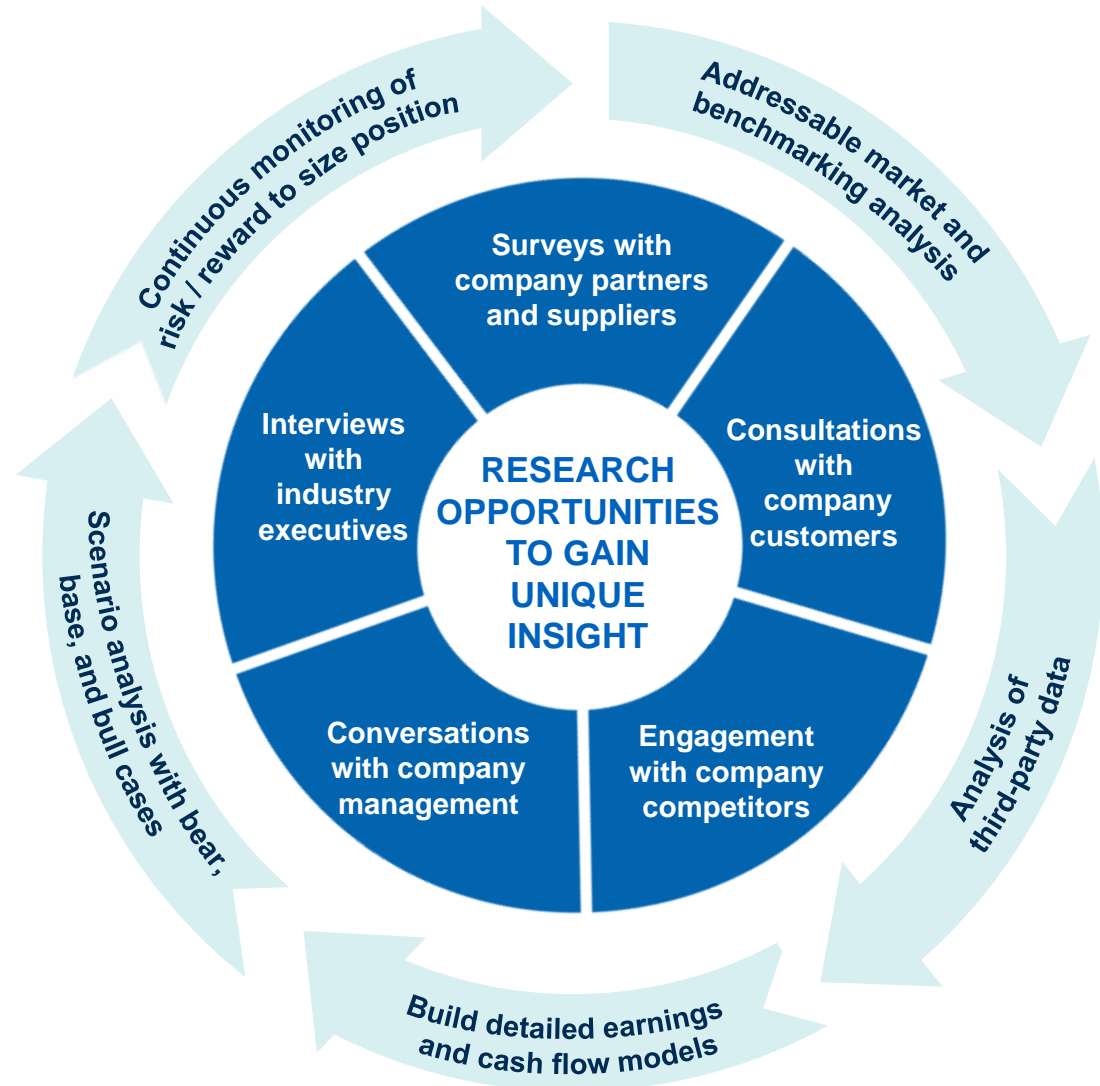 Continuous monitoring of
risk / reward to size position
Addressable market and
benchmarking analysis
Surveys with
company partners
and suppliers
Interviews
with
industry
executives
Consultations
with
company
customers
RESEARCH
OPPORTUNITIES
TO GAIN
UNIQUE
INSIGHT
Scenario analysis with bear,
base, and bull cases
Analysis of
third-party data
Conversations
with company
management
Engagement
with company
competitors
Build detailed earnings
and cash flow models